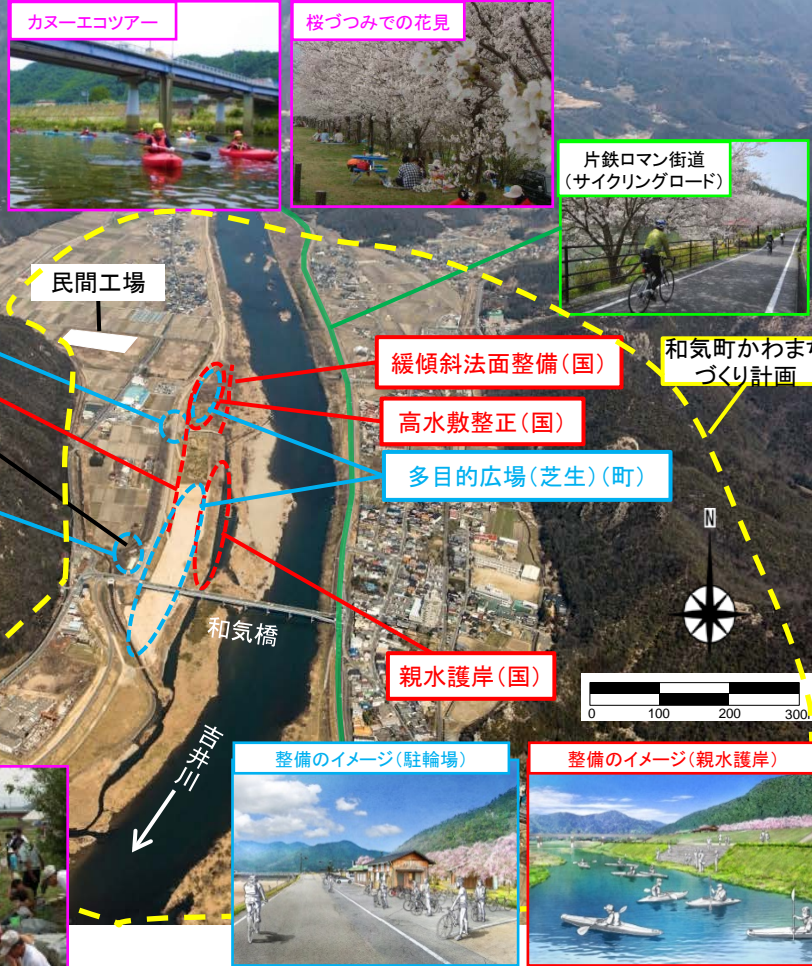 カヌーエコツアー
桜づつみでの花見
片鉄ロマン街道
(サイクリングロード)
民間工場
和気町かわまち
づくり計画
緩傾斜法面整備(国)
高水敷整正(国)
多目的広場(芝生)(町)
N
和気橋
親水護岸(国)
0 100 200 300
吉井川
整備のイメージ(駐輪場)
整備のイメージ(親水護岸)